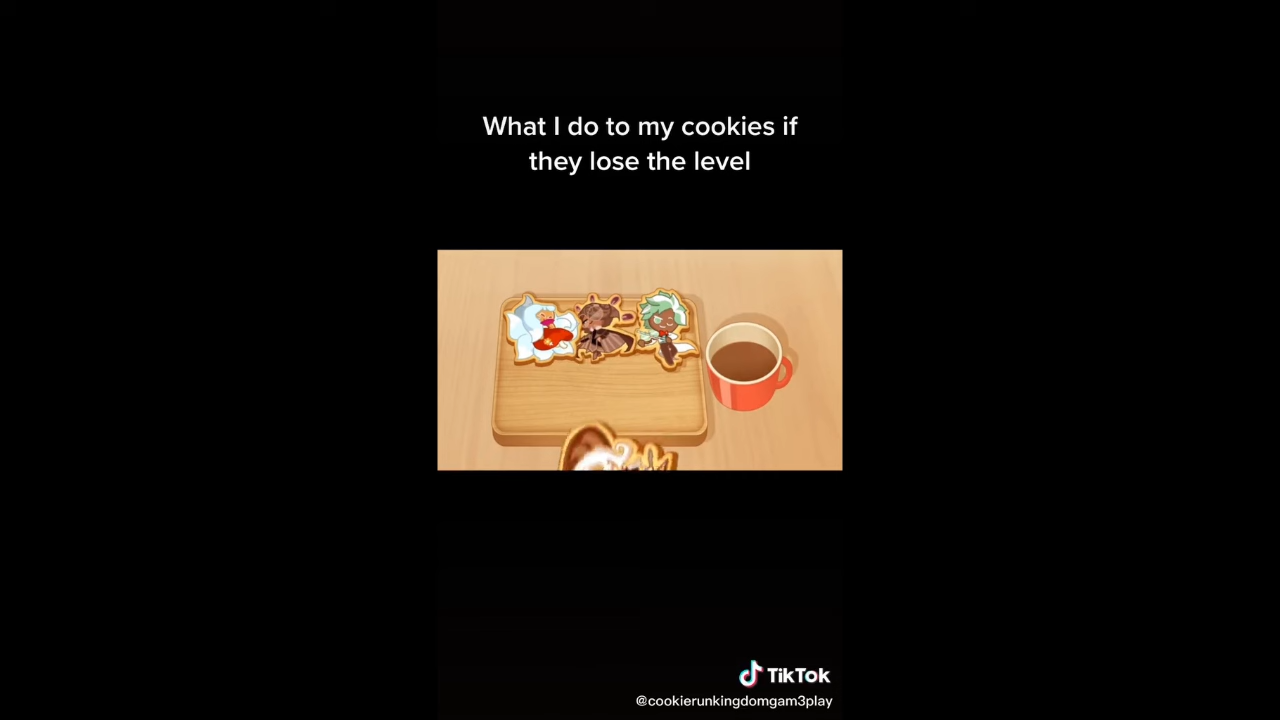 What I do to my cookies if
they lose the level
TikTok
@cookierunkingdomgam3play